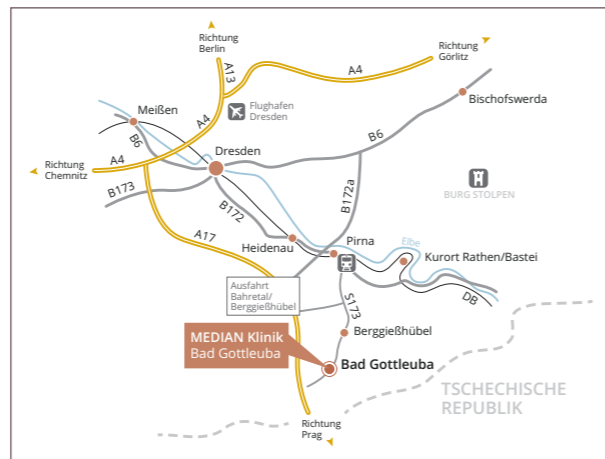 Richtung
Berlin
A13
Richtung
Görlitz
A4
Bischofswerda
Meißen
Flughafen
Dresden
A4
B6
B6
Dresden
Richtung
Chemnitz
A4
B173
B172
B172a
BURG STOLPEN
A17
Heidenau
Pirna
Elbe
Kurort Rathen/Bastei
Ausfahrt
Bahretal/
Berggießhübel
S173
DB
MEDIAN Klinik
Bad Gottleuba
Berggießhübel
Bad Gottleuba
TSCHECHISCHE
REPUBLIK
Richtung
Prag